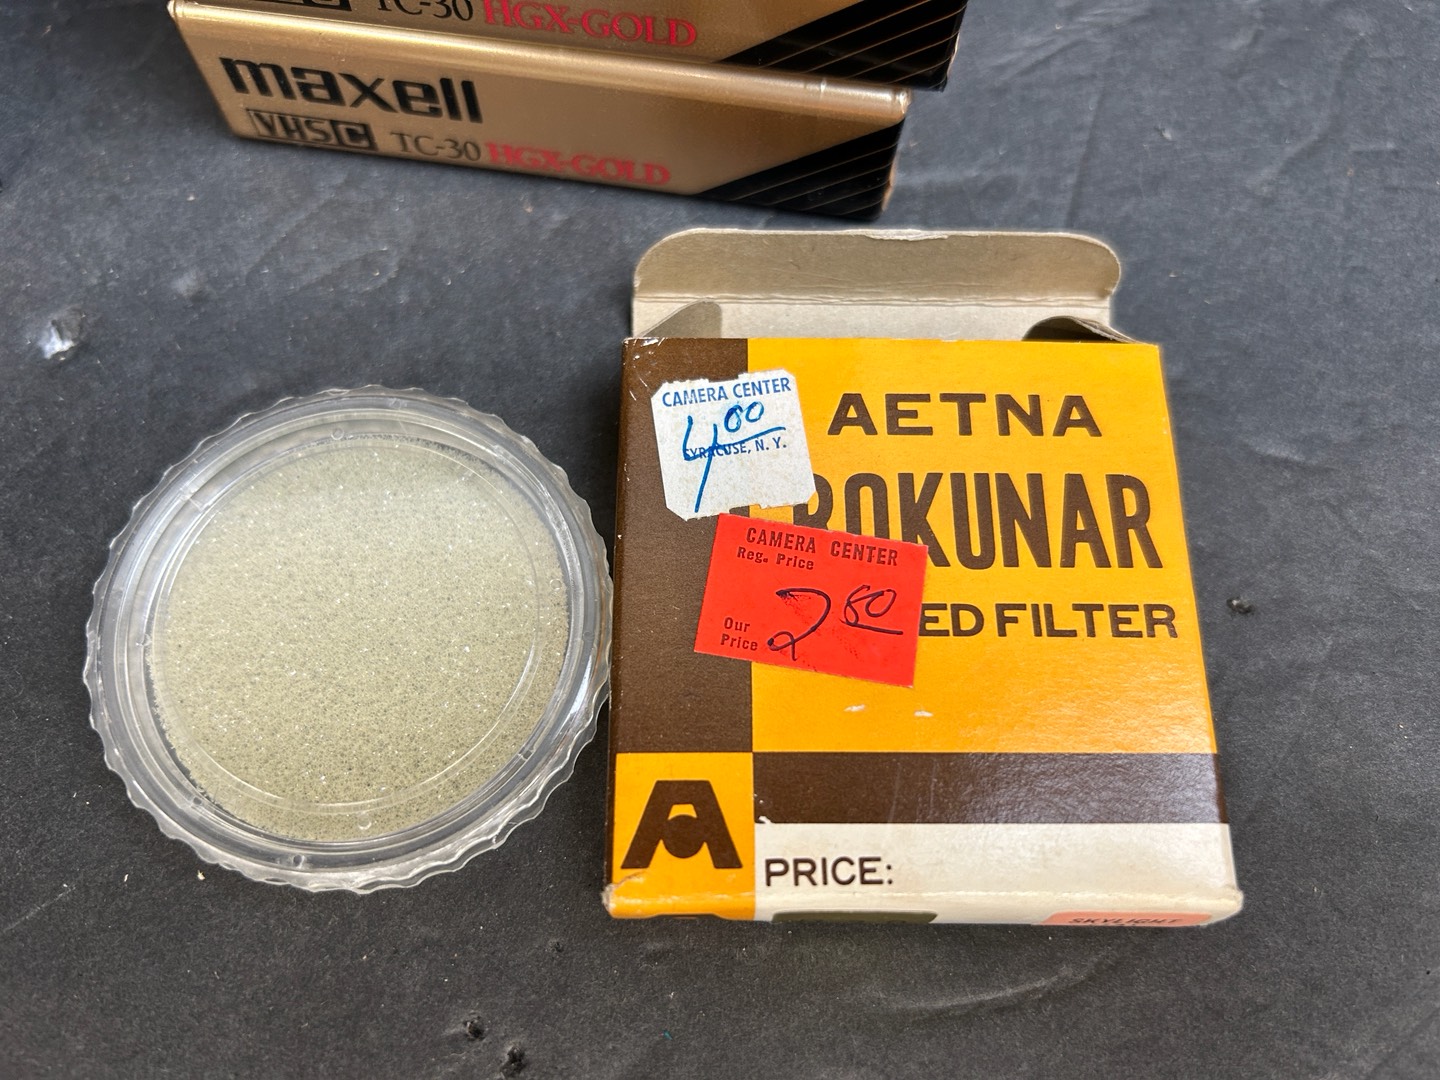 TC-30 HGX-GOLD
maxell
VHS C TC-30 HGX-GOLD
CAMERA CENTER
4.00
SYRACUSE, N. Y.
AETNA
ROKUNAR
CAMERA CENTER
Reg. Price
Our Price 2 50
ED FILTER
A
PRICE:
SKYLIGHT